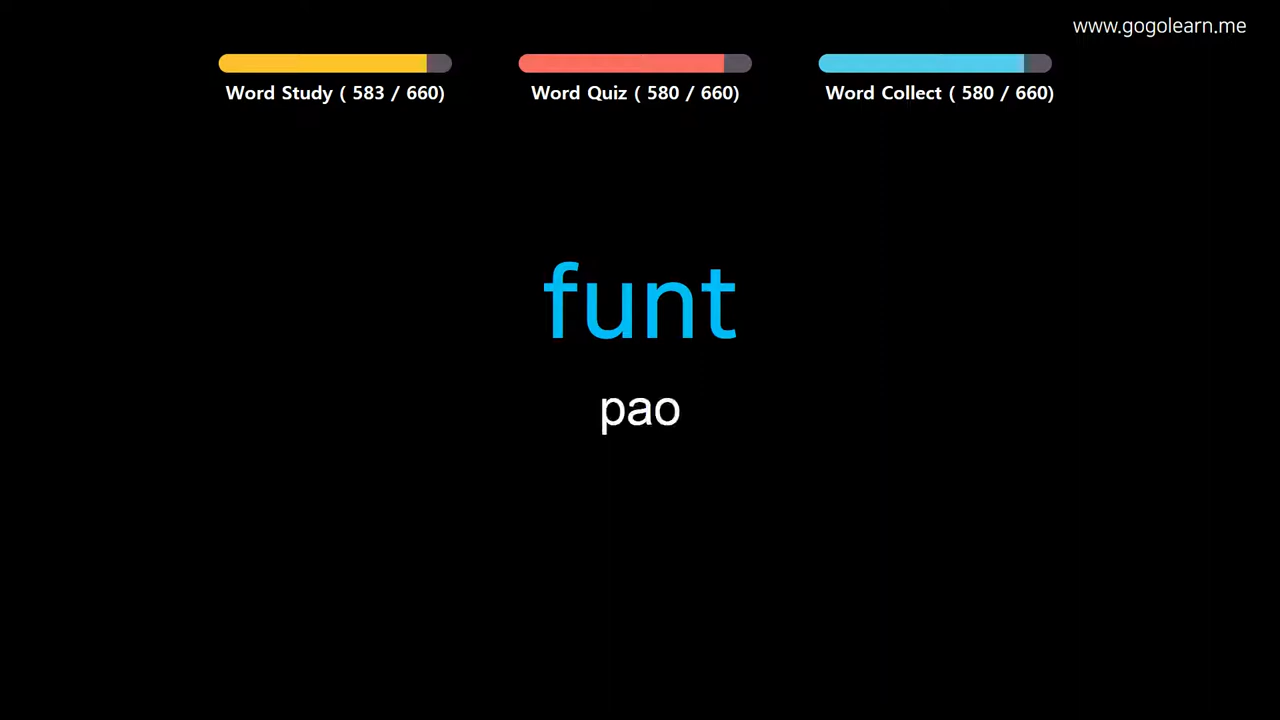 www.gogolearn.me
Word Study ( 583 / 660)
Word Quiz ( 580 / 660)
Word Collect ( 580 / 660)
funt
pao